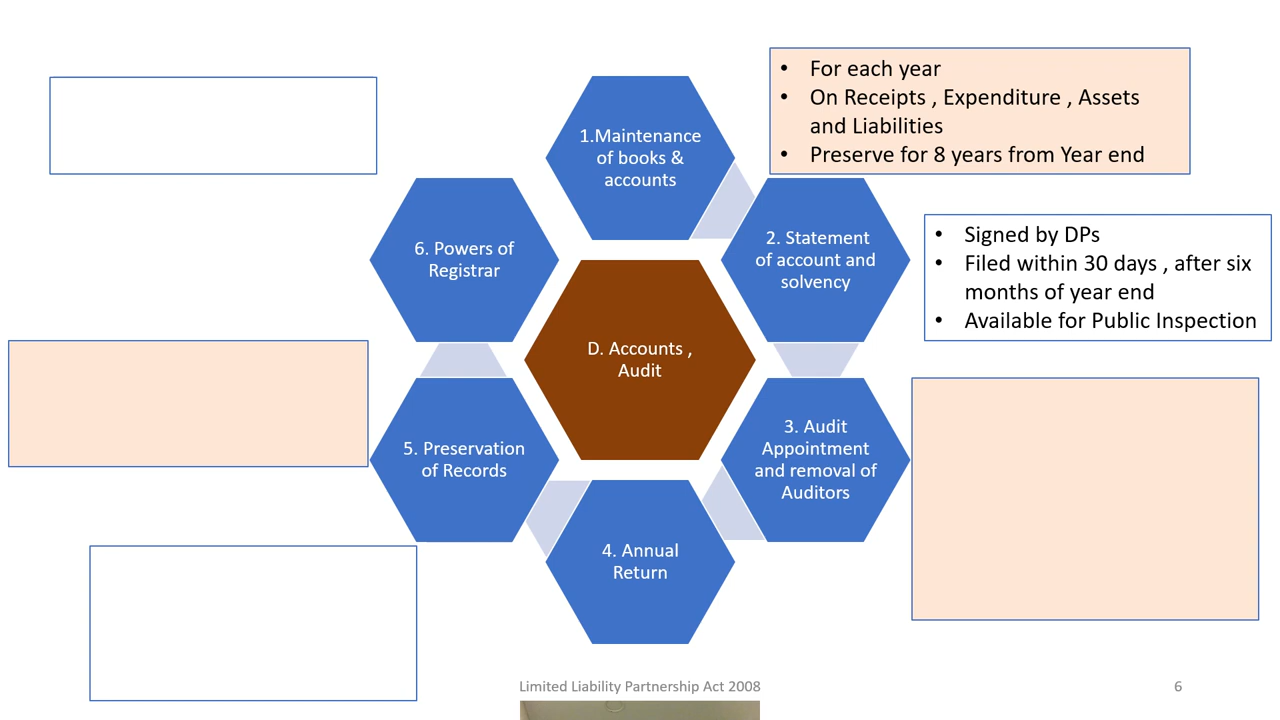 • For each year
• On Receipts , Expenditure , Assets
and Liabilities
• Preserve for 8 years from Year end
1.Maintenance
of books &
accounts
2. Statement
of account and
solvency
• Signed by DPs
• Filed within 30 days , after six
months of year end
• Available for Public Inspection
6. Powers of
Registrar
D. Accounts ,
Audit
3. Audit
Appointment
and removal of
Auditors
5. Preservation
of Records
4. Annual
Return
Limited Liability Partnership Act 2008
6